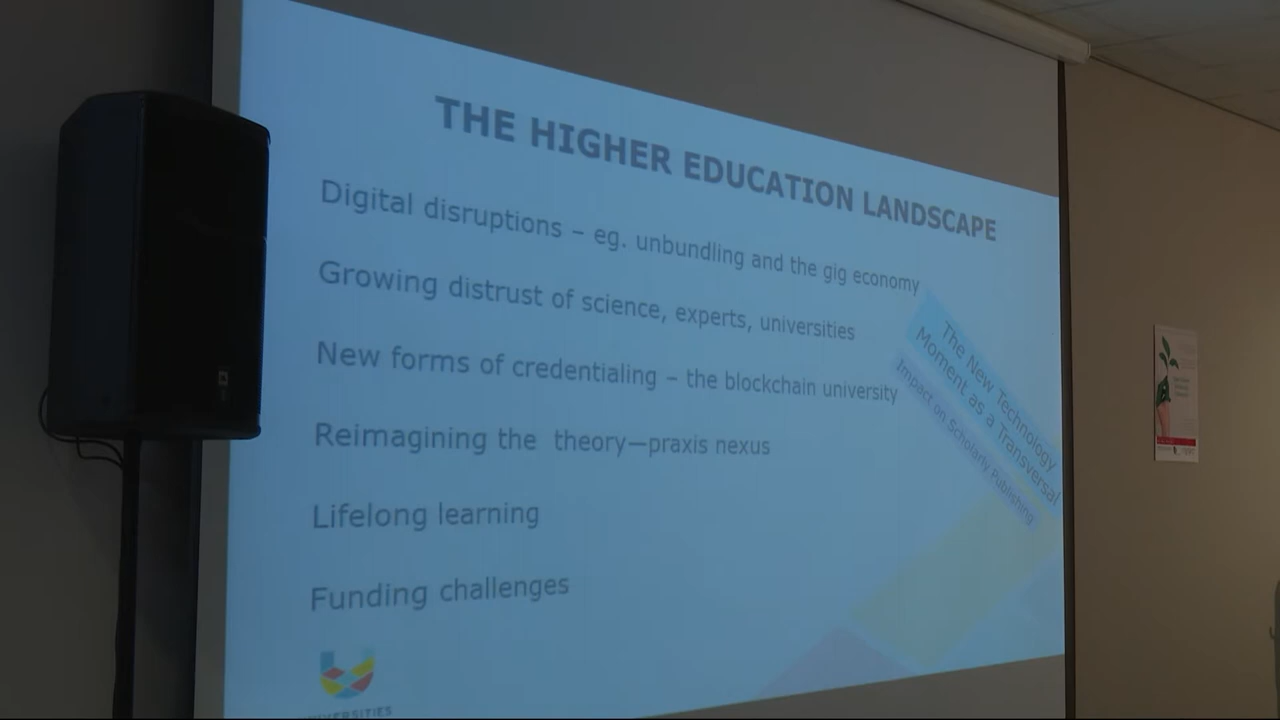 THE HIGHER EDUCATION LANDSCAPE
Digital disruptions – eg. unbundling and the gig economy
Growing distrust of science, experts, universities
New forms of credentialing – the blockchain university
Reimagining the  theory—praxis nexus
Lifelong learning
Funding challenges
The New Technology
Moment as a Transversal
Impact on Scholarly Publishing